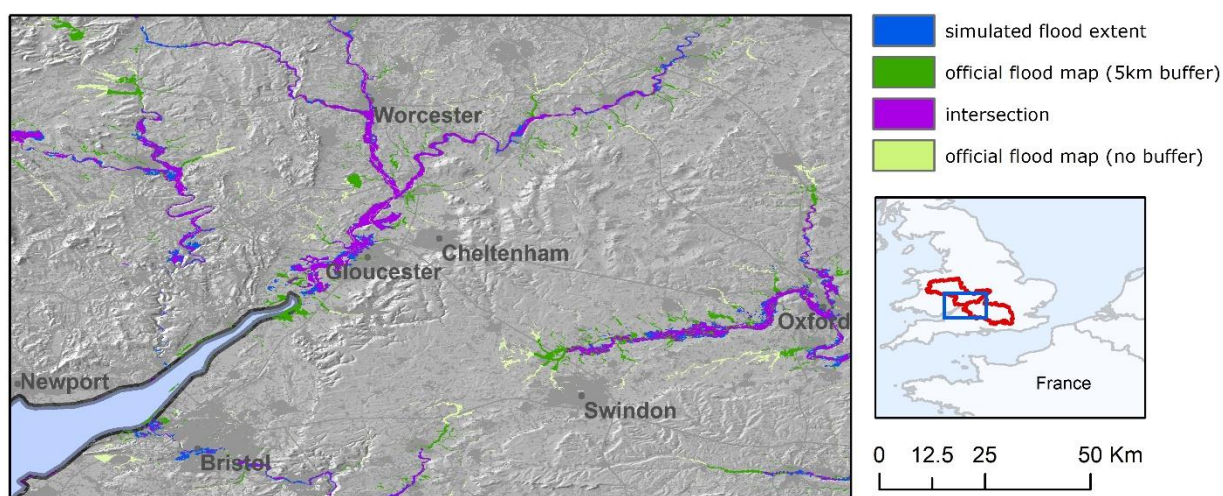 simulated flood extent
official flood map (5km buffer)
intersection
official flood map (no buffer)
Worcester
Cheltenham
Gloucester
Oxford
Newport
Swindon
Bristol
France
0 12.5 25 50 Km